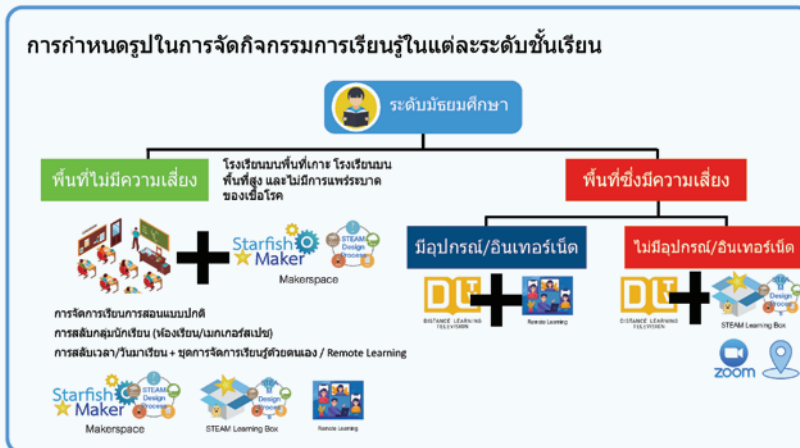 การกำหนดรูปในการจัดกิจกรรมการเรียนรู้ในแต่ละระดับชั้นเรียน
ระดับมัธยมศึกษา
พื้นที่ไม่มีความเสี่ยง
โรงเรียนบนพื้นที่เกาะ โรงเรียนบน
พื้นที่สูง และไม่มีการแพร่ระบาด
ของเชื้อโรค
พื้นที่ซึ่งมีความเสี่ยง
Starfish
Maker
STEAM
Design
Process
Makerspace
มีอุปกรณ์/อินเทอร์เน็ต
ไม่มีอุปกรณ์/อินเทอร์เน็ต
DLTV
DISTANCE LEARNING
TELEVISION
Remote Learning
DLTV
DISTANCE LEARNING
TELEVISION
Design
STEAM Learning Box
zoom
การจัดการเรียนการสอนแบบปกติ
การสลับกลุ่มนักเรียน (ห้องเรียน/เมกเกอร์สเปซ)
การสลับเวลา/วันมาเรียน + ชุดการจัดการเรียนรู้ด้วยตนเอง / Remote Learning
Starfish
Maker
STEAM
Design
Process
Makerspace
Design
STEAM Learning Box
Remote Learning